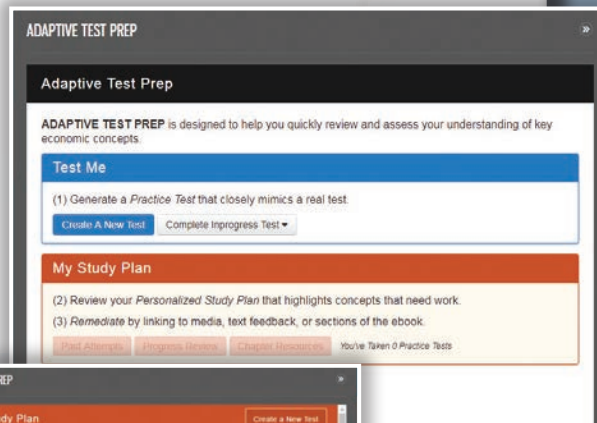 ADAPTIVE TEST PREP »
Adaptive Test Prep
ADAPTIVE TEST PREP is designed to help you quickly review and assess your understanding of key
economic concepts.
Test Me
(1) Generate a Practice Test that closely mimics a real test.
Create A New Test Complete Inprogress Test
My Study Plan
(2) Review your Personalized Study Plan that highlights concepts that need work.
(3) Remediate by linking to media, text feedback, or sections of the ebook.
Past Attempts Progress Review Chapter Resources You've Taken 0 Practice Tests
REP »
udy Plan Create a New Test